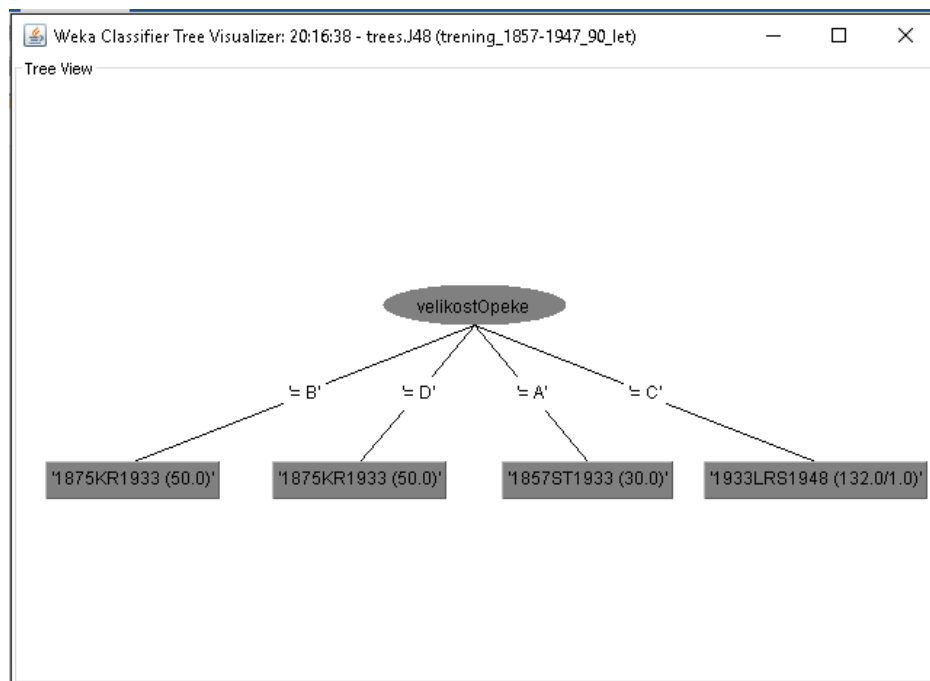 Weka Classifier Tree Visualizer: 20:16:38 - trees.J48 (trening_1857-1947_90_let)
Tree View
velikostOpeke
'= B' '= D' '= A' '= C'
'1875KR1933 (50.0)' '1875KR1933 (50.0)' '1857ST1933 (30.0)' '1933LRS1948 (132.0/1.0)'